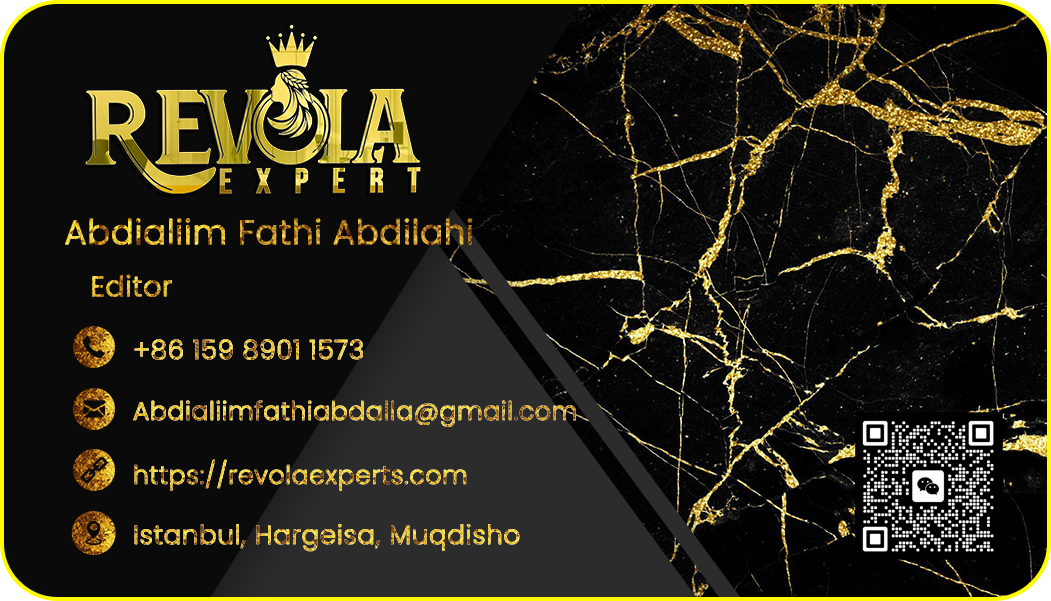 REVOLA
EXPERT
Abdialiim Fathi Abdilahi
Editor
+86 159 8901 1573
Abdialiimfathiabdalla@gmail.com
https://revolaexperts.com
Istanbul, Hargeisa, Muqdisho